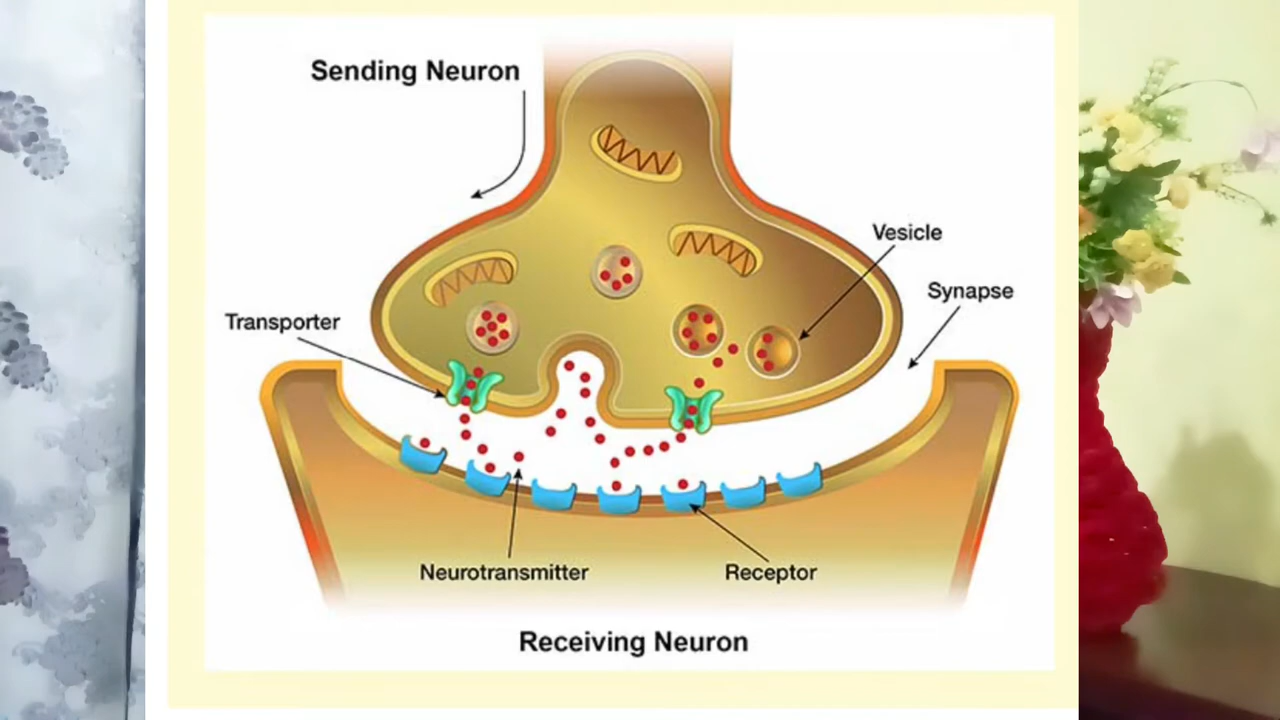 Sending Neuron
Vesicle
Synapse
Transporter
Neurotransmitter
Receptor
Receiving Neuron